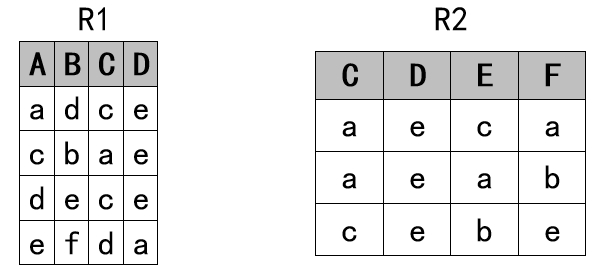 R1
A B C D
a d c e
c b a e
d e c e
e f d a
R2
C D E F
a e c a
a e a b
c e b e